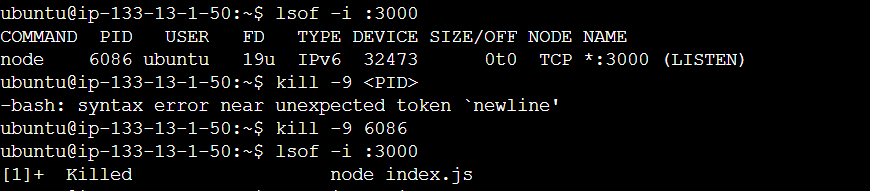 ubuntu@ip-133-13-1-50:~$ lsof -i :3000
COMMAND  PID   USER   FD   TYPE DEVICE SIZE/OFF NODE NAME
node    6086 ubuntu   19u  IPv6  32473      0t0  TCP *:3000 (LISTEN)
ubuntu@ip-133-13-1-50:~$ kill -9 <PID>
-bash: syntax error near unexpected token `newline'
ubuntu@ip-133-13-1-50:~$ kill -9 6086
ubuntu@ip-133-13-1-50:~$ lsof -i :3000
[1]+  Killed                  node index.js